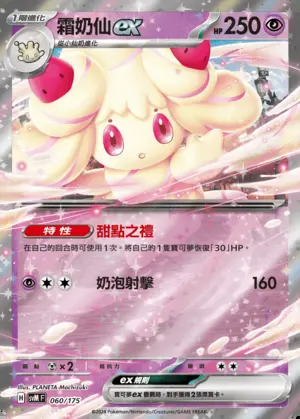 1階進化
霜奶仙ex
HP250
從小仙奶進化
特性 甜點之禮
在自己的回合時可使用1次。將自己的1隻寶可夢恢復「30」HP。
奶泡射擊 160
×2
ex規則
寶可夢ex昏厥時,對手獲得2張獎賞卡。
Illus. PLANETA Mochizuki
H SVM F 060/175
©2024 Pokémon/Nintendo/Creatures/GAME FREAK